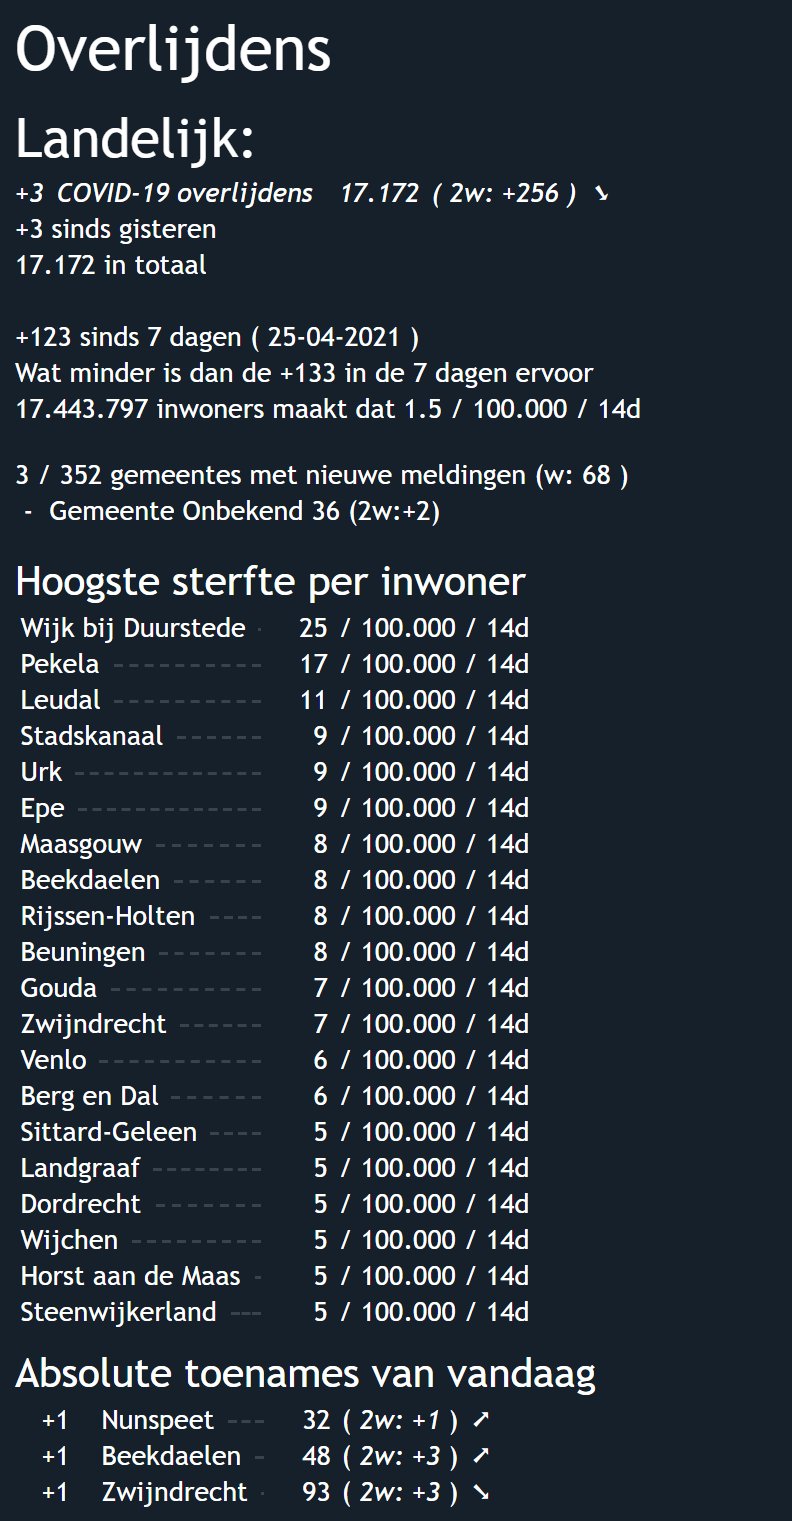 Overlijdens
Landelijk:
+3 COVID-19 overlijdens 17.172 ( 2w: +256 ) ➘
+3 sinds gisteren
17.172 in totaal
+123 sinds 7 dagen ( 25-04-2021 )
Wat minder is dan de +133 in de 7 dagen ervoor
17.443.797 inwoners maakt dat 1.5 / 100.000 / 14d
3 / 352 gemeentes met nieuwe meldingen (w: 68 )
- Gemeente Onbekend 36 (2w:+2)
Hoogste sterfte per inwoner
Wijk bij Duurstede - 25 / 100.000 / 14d
Pekela ----------- 17 / 100.000 / 14d
Leudal ----------- 11 / 100.000 / 14d
Stadskanaal ------ 9 / 100.000 / 14d
Urk -------------- 9 / 100.000 / 14d
Epe -------------- 9 / 100.000 / 14d
Maasgouw -------- 8 / 100.000 / 14d
Beekdaelen ------ 8 / 100.000 / 14d
Rijssen-Holten ---- 8 / 100.000 / 14d
Beuningen ------- 8 / 100.000 / 14d
Gouda ----------- 7 / 100.000 / 14d
Zwijndrecht ------ 7 / 100.000 / 14d
Venlo ------------ 6 / 100.000 / 14d
Berg en Dal ------ 6 / 100.000 / 14d
Sittard-Geleen ---- 5 / 100.000 / 14d
Landgraaf -------- 5 / 100.000 / 14d
Dordrecht ------- 5 / 100.000 / 14d
Wijchen --------- 5 / 100.000 / 14d
Horst aan de Maas - 5 / 100.000 / 14d
Steenwijkerland --- 5 / 100.000 / 14d
Absolute toenames van vandaag
+1 Nunspeet --- 32 ( 2w: +1 ) ➚
+1 Beekdaelen - 48 ( 2w: +3 ) ➚
+1 Zwijndrecht - 93 ( 2w: +3 ) ➘